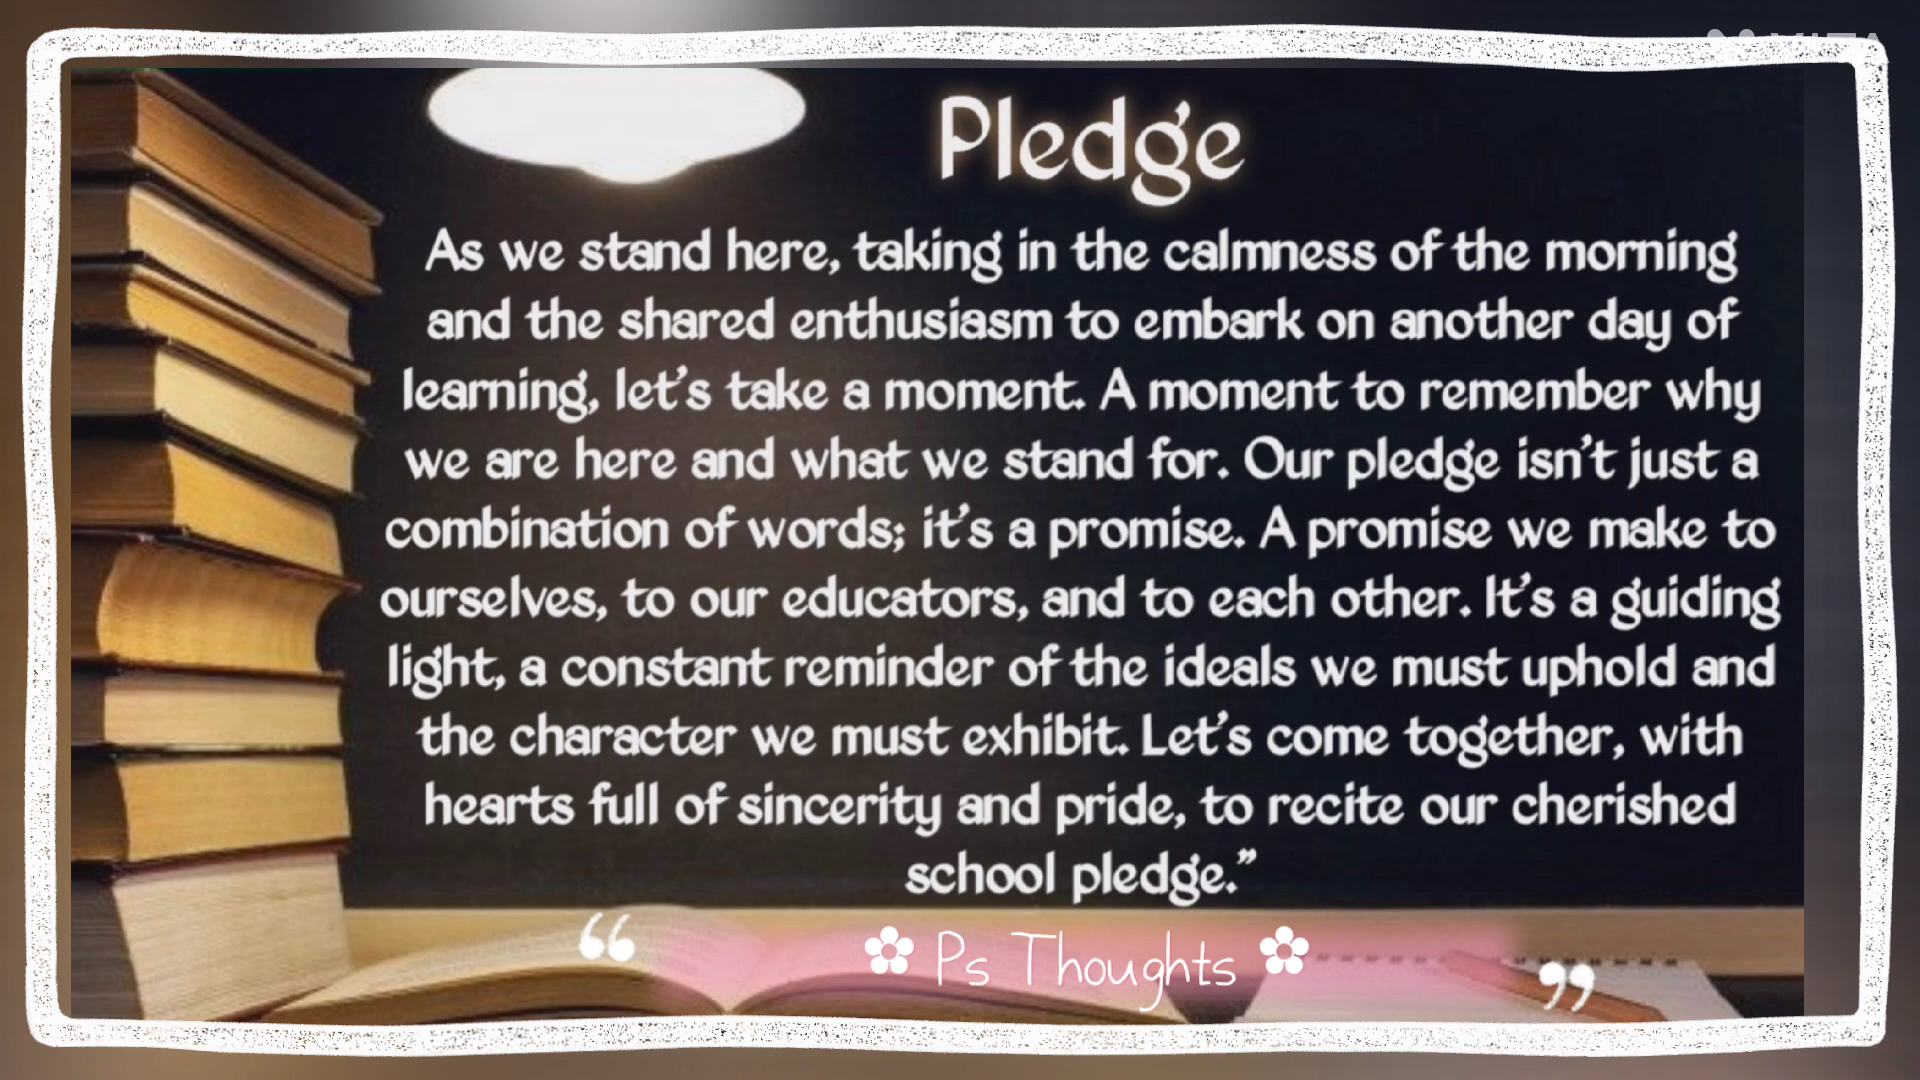 Pledge
As we stand here, taking in the calmness of the morning
and the shared enthusiasm to embark on another day of
learning, let's take a moment. A moment to remember why
we are here and what we stand for. Our pledge isn't just a
combination of words; it's a promise. A promise we make to
ourselves, to our educators, and to each other. It's a guiding
light, a constant reminder of the ideals we must uphold and
the character we must exhibit. Let's come together, with
hearts full of sincerity and pride, to recite our cherished
school pledge.”
“ ✿ Ps Thoughts ✿ ”